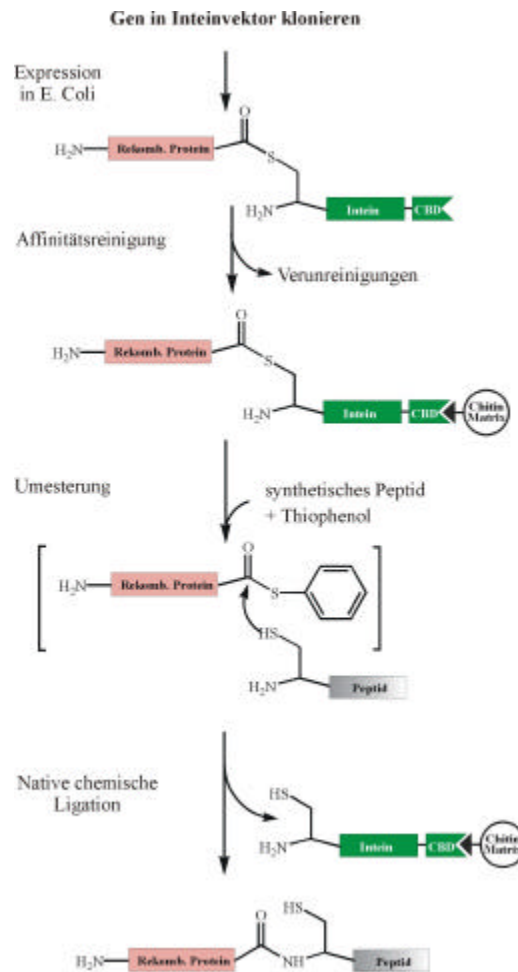 Gen in Inteinvektor klonieren
Expression
in E. Coli
O
H₂N
Rekomb. Protein
S
H₂N
Intein
CBD
Affinitätsreinigung
Verunreinigungen
O
H₂N
Rekomb. Protein
S
H₂N
Intein
CBD
Chitin
Matrix
Umesterung
synthetisches Peptid
+ Thiophenol
O
H₂N
Rekomb. Protein
S
HS
H₂N
Peptid
Native chemische
Ligation
HS
H₂N
Intein
CBD
Chitin
Matrix
HS
O
H₂N
Rekomb. Protein
NH
Peptid